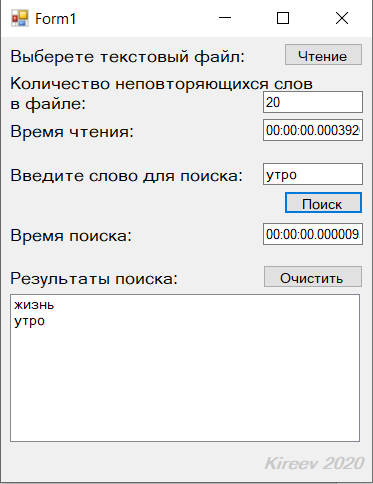 Form1
Выберете текстовый файл: Чтение
Количество неповторяющихся слов
в файле: 20
Время чтения: 00:00:00.000392
Введите слово для поиска: утро
Поиск
Время поиска: 00:00:00.000009
Результаты поиска: Очистить
жизнь
утро
Kireev 2020